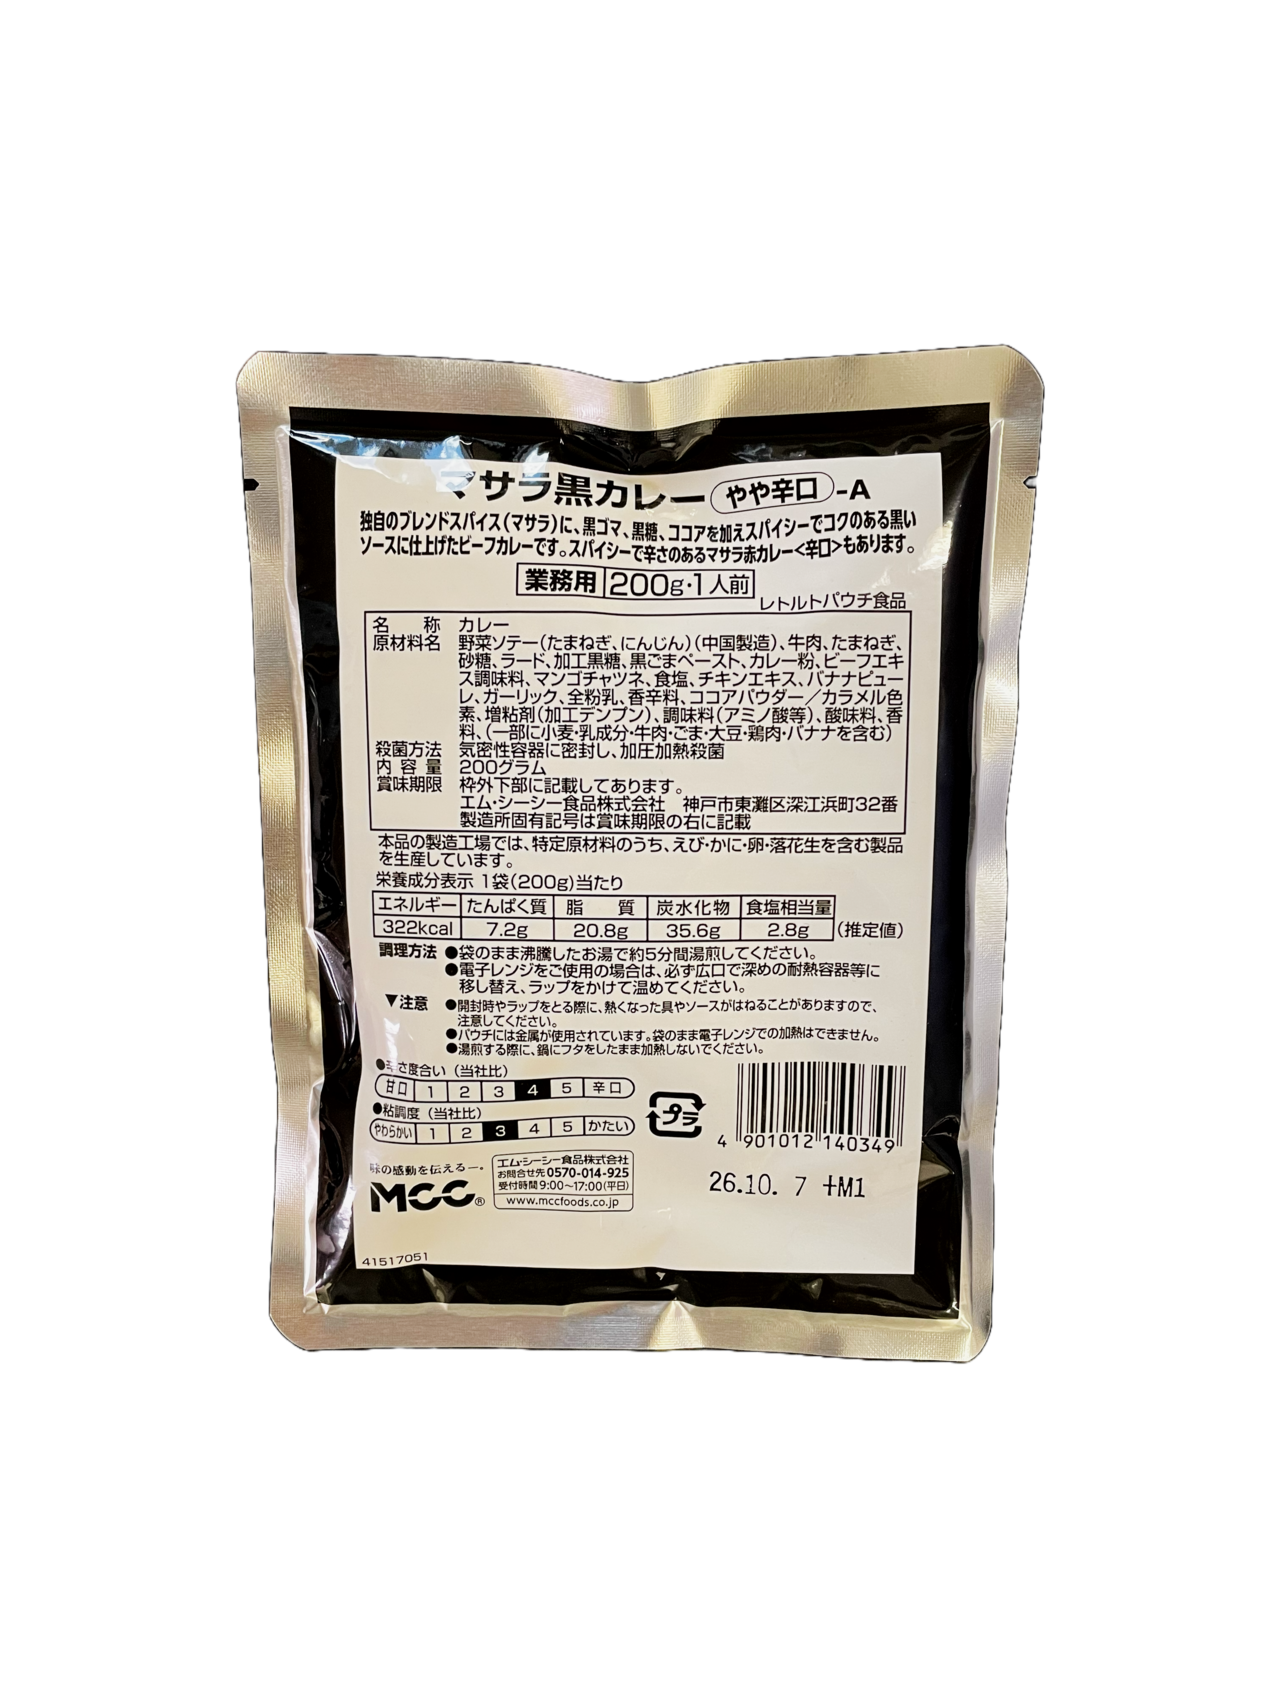 マサラ黒カレー やや辛口 -A
独自のブレンドスパイス(マサラ)に、黒ゴマ、黒糖、ココアを加えスパイシーでコクのある黒い
ソースに仕上げたビーフカレーです。スパイシーで辛さのあるマサラ赤カレー<辛口>もあります。
業務用 200g・1人前
レトルトパウチ食品
名 称 カレー
原材料名 野菜ソテー(たまねぎ、にんじん)(中国製造)、牛肉、たまねぎ、
砂糖、ラード、加工黒糖、黒ごまペースト、カレー粉、ビーフエキ
ス調味料、マンゴチャツネ、食塩、チキンエキス、バナナピュー
レ、ガーリック、全粉乳、香辛料、ココアパウダー/カラメル色
素、増粘剤(加工デンプン)、調味料(アミノ酸等)、酸味料、香
料、(一部に小麦・乳成分・牛肉・ごま・大豆・鶏肉・バナナを含む)
殺菌方法 気密性容器に密封し、加圧加熱殺菌
内容量 200グラム
賞味期限 枠外下部に記載してあります。
エム・シーシー食品株式会社 神戸市東灘区深江浜町32番
製造所固有記号は賞味期限の右に記載
本品の製造工場では、特定原材料のうち、えび・かに・卵・落花生を含む製品
を生産しています。
栄養成分表示 1袋(200g)当たり
エネルギー たんぱく質 脂 質 炭水化物 食塩相当量
322kcal 7.2g 20.8g 35.6g 2.8g (推定値)
調理方法 ●袋のまま沸騰したお湯で約5分間湯煎してください。
●電子レンジをご使用の場合は、必ず広口で深めの耐熱容器等に
移し替え、ラップをかけて温めてください。
▼注意 ●開封時やラップをとる際に、熱くなった具やソースがはねることがありますので、
注意してください。
●パウチには金属が使用されています。袋のまま電子レンジでの加熱はできません。
●湯煎する際に、鍋にフタをしたまま加熱しないでください。
●辛さ度合い(当社比)
甘口 1 2 3 4 5 辛口
●粘調度(当社比)
やわらかい 1 2 3 4 5 かたい
プラ
4 901012 140349
味の感動を伝えるー。
MCC®
エム・シーシー食品株式会社
お問合せ先 0570-014-925
受付時間 9:00〜17:00(平日)
www.mccfoods.co.jp
26.10. 7 +M1
41517051